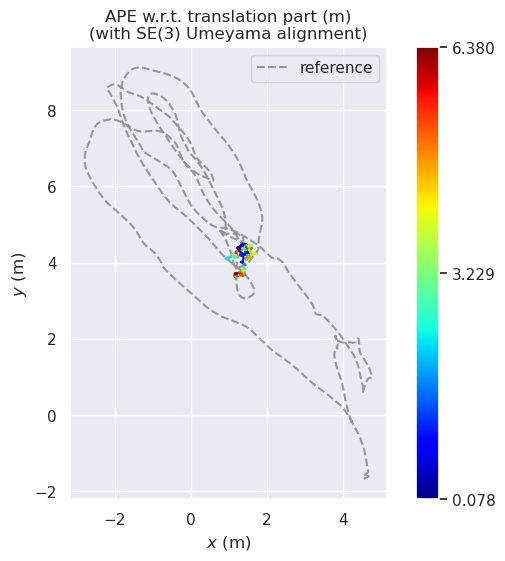 APE w.r.t. translation part (m)
(with SE(3) Umeyama alignment)
reference
6.380
3.229
0.078
8
6
4
2
0
−2
y (m)
−2
0
2
4
x (m)